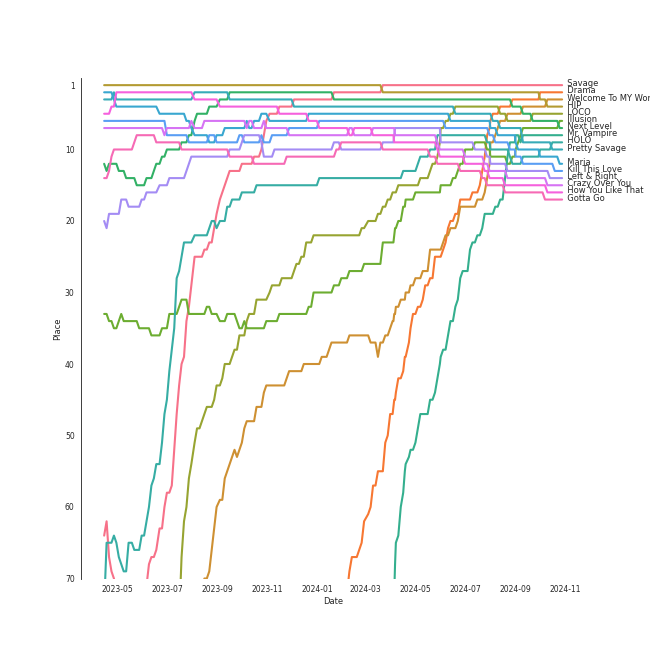 1
10
20
30
40
50
60
70
Place
2023-05
2023-07
2023-09
2023-11
2024-01
2024-03
2024-05
2024-07
2024-09
2024-11
Date
Savage
Drama
Welcome To MY Wor
HIP
LOCO
Illusion
Next Level
Mr. Vampire
HOLO
Pretty Savage
Maria
Kill This Love
Left & Right
Crazy Over You
How You Like That
Gotta Go